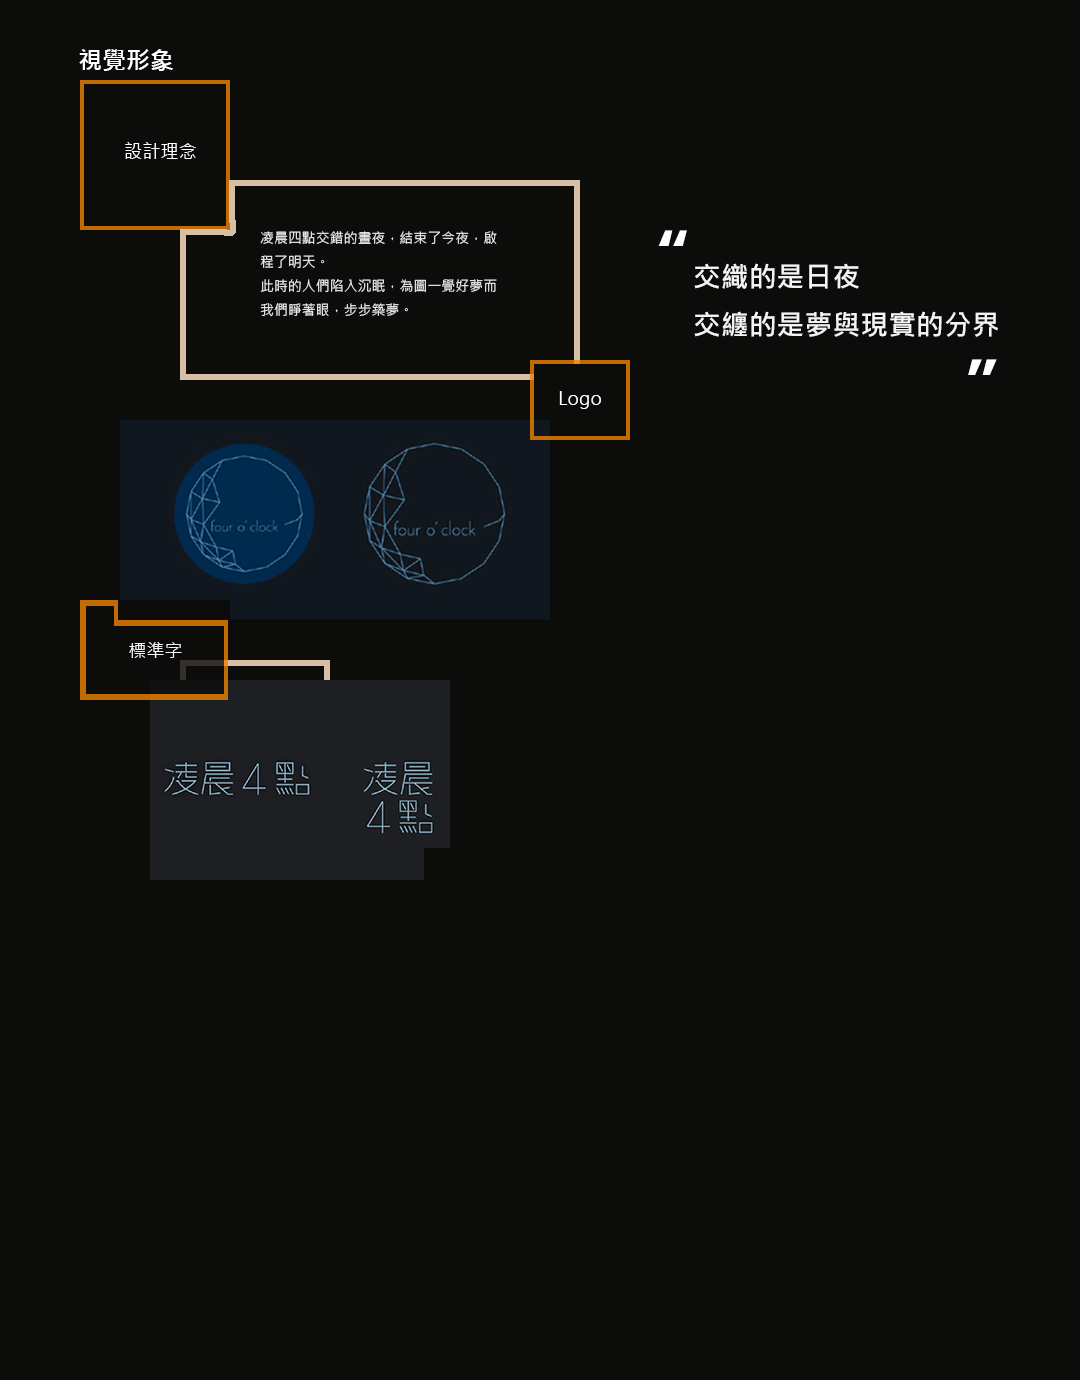 視覺形象
設計理念
凌晨四點交錯的晝夜，結束了今夜，啟
程了明天。
此時的人們陷入沉眠，為圖一覺好夢而
我們睜著眼，步步築夢。
“
交織的是日夜
交纏的是夢與現實的分界
”
Logo
four o'clock
four o'clock
標準字
凌晨4點
凌晨
4點